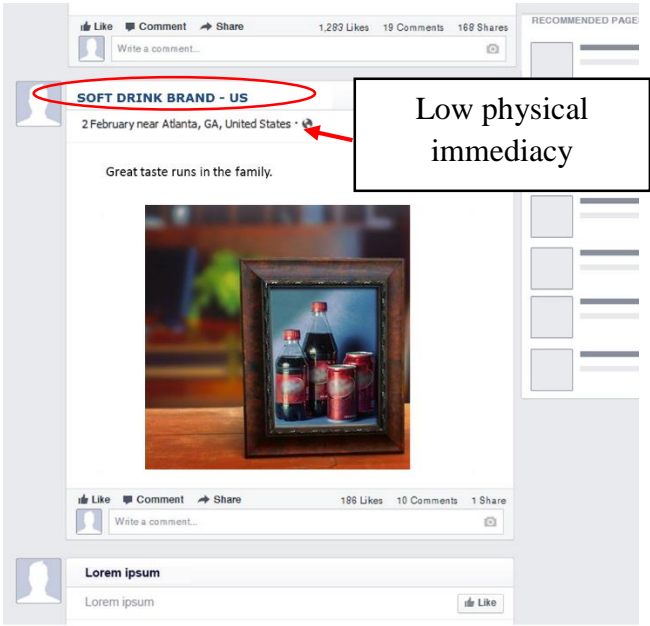 Like Comment Share 1,283 Likes 19 Comments 168 Shares
Write a comment...
RECOMMENDED PAGE
SOFT DRINK BRAND - US
2 February near Atlanta, GA, United States ·
Low physical
immediacy
Great taste runs in the family.
Like Comment Share 186 Likes 10 Comments 1 Share
Write a comment...
Lorem ipsum
Lorem ipsum Like